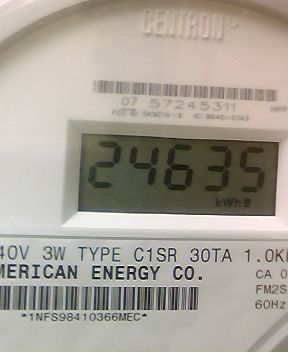 CENTRON
07 57245311
24635
kWh
40V 3W TYPE C1SR 30TA 1.0K
MERICAN ENERGY CO.
CA 0
FM2S
60Hz
*1NFS98410366MEC*